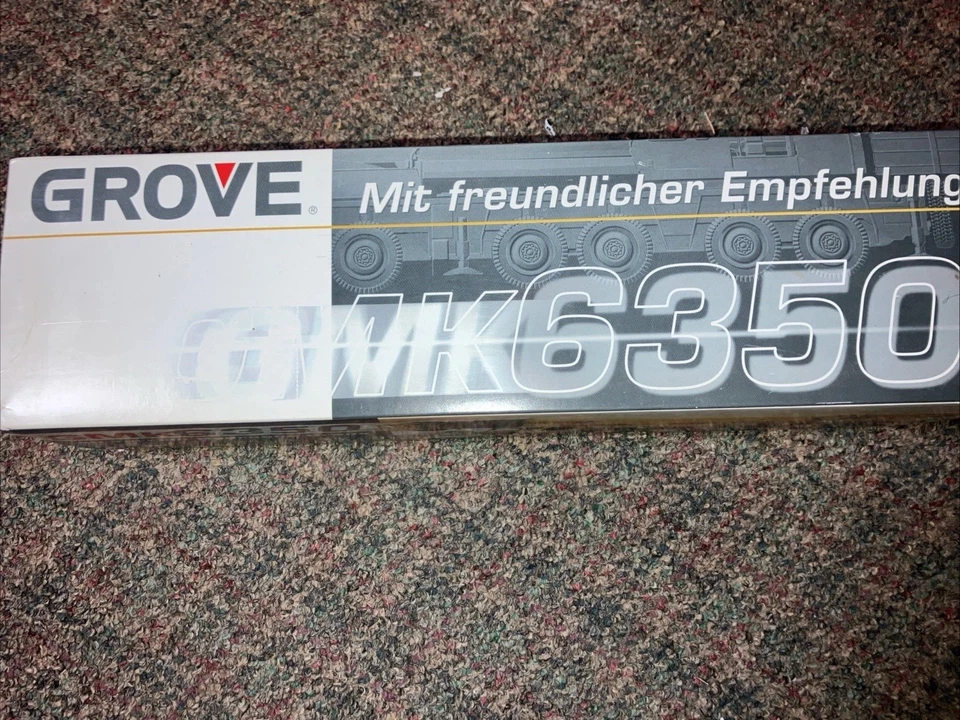 GROVE®
Mit freundlicher Empfehlung
GMK6350